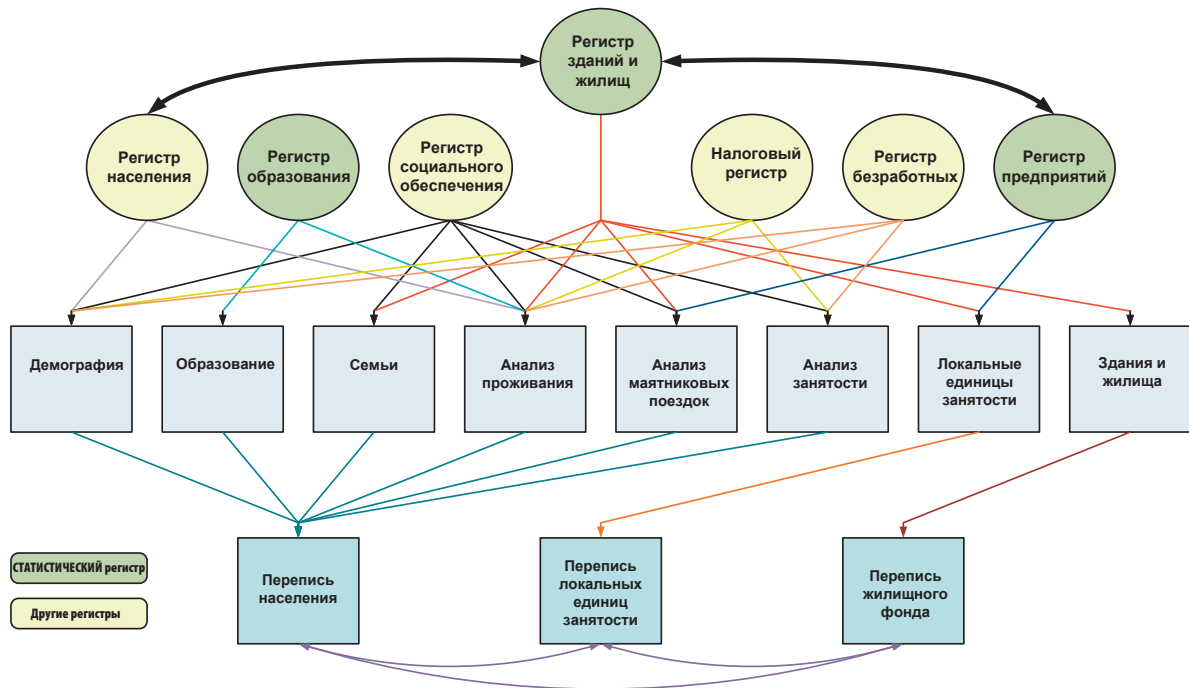 Регистр
зданий и
жилищ
Регистр
населения
Регистр
образования
Регистр
социального
обеспечения
Налоговый
регистр
Регистр
безработных
Регистр
предприятий
Демография
Образование
Семьи
Анализ
проживания
Анализ
маятниковых
поездок
Анализ
занятости
Локальные
единицы
занятости
Здания и
жилища
СТАТИСТИЧЕСКИЙ регистр
Другие регистры
Перепись
населения
Перепись
локальных
единиц
занятости
Перепись
жилищного
фонда